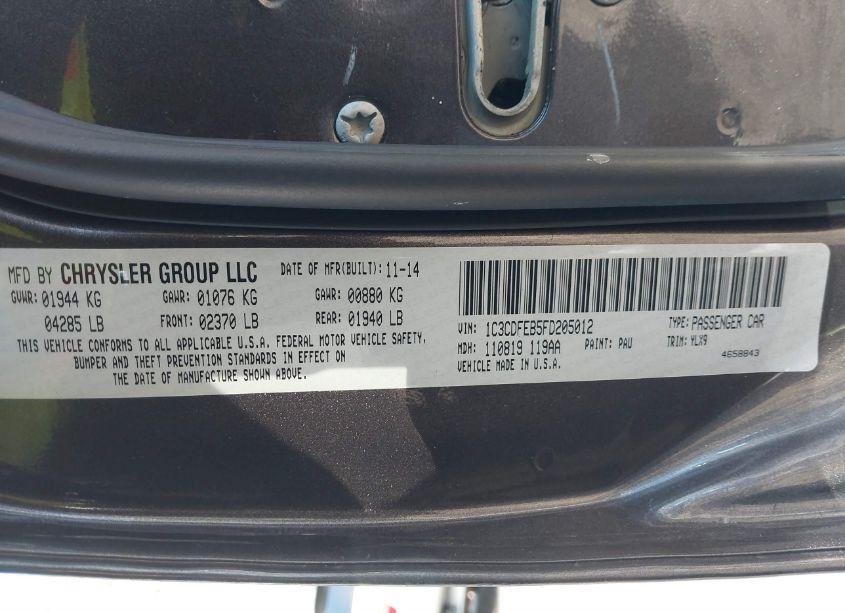 MFD BY CHRYSLER GROUP LLC DATE OF MFR(BUILT): 11-14
GVWR: 01944 KG GAWR: 01076 KG GAWR: 00880 KG
04285 LB FRONT: 02370 LB REAR: 01940 LB
THIS VEHICLE CONFORMS TO ALL APPLICABLE U.S.A. FEDERAL MOTOR VEHICLE SAFETY,
BUMPER AND THEFT PREVENTION STANDARDS IN EFFECT ON
THE DATE OF MANUFACTURE SHOWN ABOVE.
VIN: 1C3CDFEB5FD205012 TYPE: PASSENGER CAR
MDH: 110819 119AA PAINT: PAU TRIM: YLX9
VEHICLE MADE IN U.S.A. 4658843